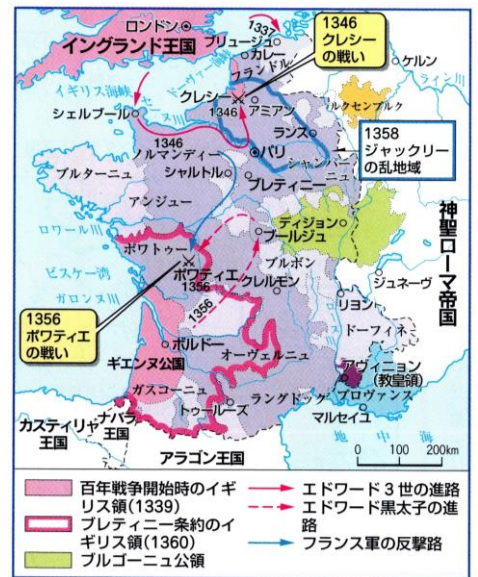 ロンドン
イングランド王国
1337
ブリュージュ
カレー
1346
クレシーの戦い
ケルン
ライン川
フランドル
イギリス海峡
ドーヴァー海峡
セーヌ川
クレシー
1346
アミアン
ルクセンブルク
シェルブール
1346
ノルマンディー
ランス
パリ
シャンパーニュ
1358
ジャックリー
の乱地域
ブルターニュ
シャルトル
ブレティニー
アンジュー
ロワール川
ディジョン
ブールジュ
神聖ローマ帝国
ポワトゥー
ビスケー湾
ポワティエ
1356
ブルボン
ジュネーヴ
ガロンヌ川
1356
クレルモン
リヨン
1356
ポワティエ
の戦い
ボルドー
ドーフィネ
オーヴェルニュ
ギエンヌ公国
アヴィニョン
(教皇領)
ガスコーニュ
ラングドック
プロヴァンス
トゥールーズ
マルセイユ
カスティリャ
王国
ナバラ
王国
アラゴン王国
地中海
0 100 200km
百年戦争開始時のイギ
リス領(1339)
ブレティニー条約のイ
ギリス領(1360)
ブルゴーニュ公領
エドワード3世の進路
エドワード黒太子の進
路
フランス軍の反撃路